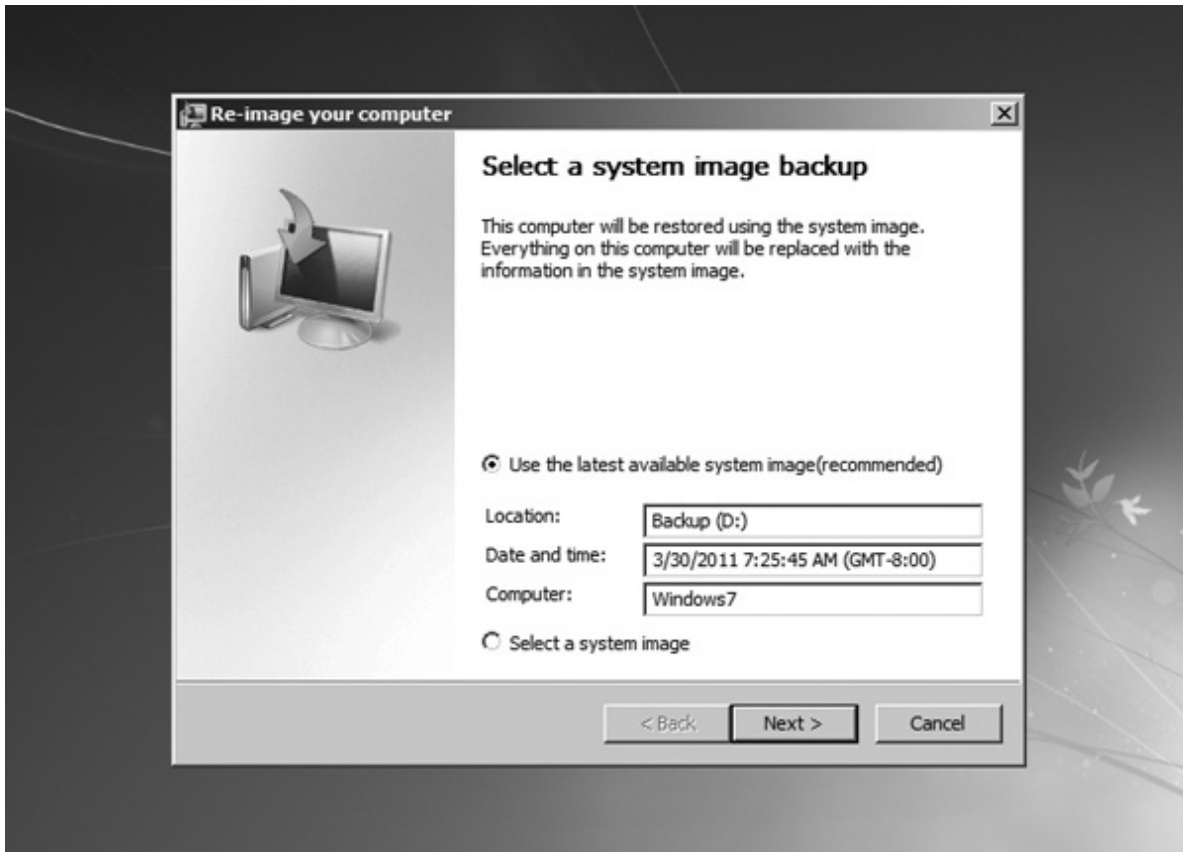 Re-image your computer
Select a system image backup
This computer will be restored using the system image.
Everything on this computer will be replaced with the
information in the system image.
Use the latest available system image(recommended)
Location: Backup (D:)
Date and time: 3/30/2011 7:25:45 AM (GMT-8:00)
Computer: Windows7
Select a system image
< Back Next > Cancel